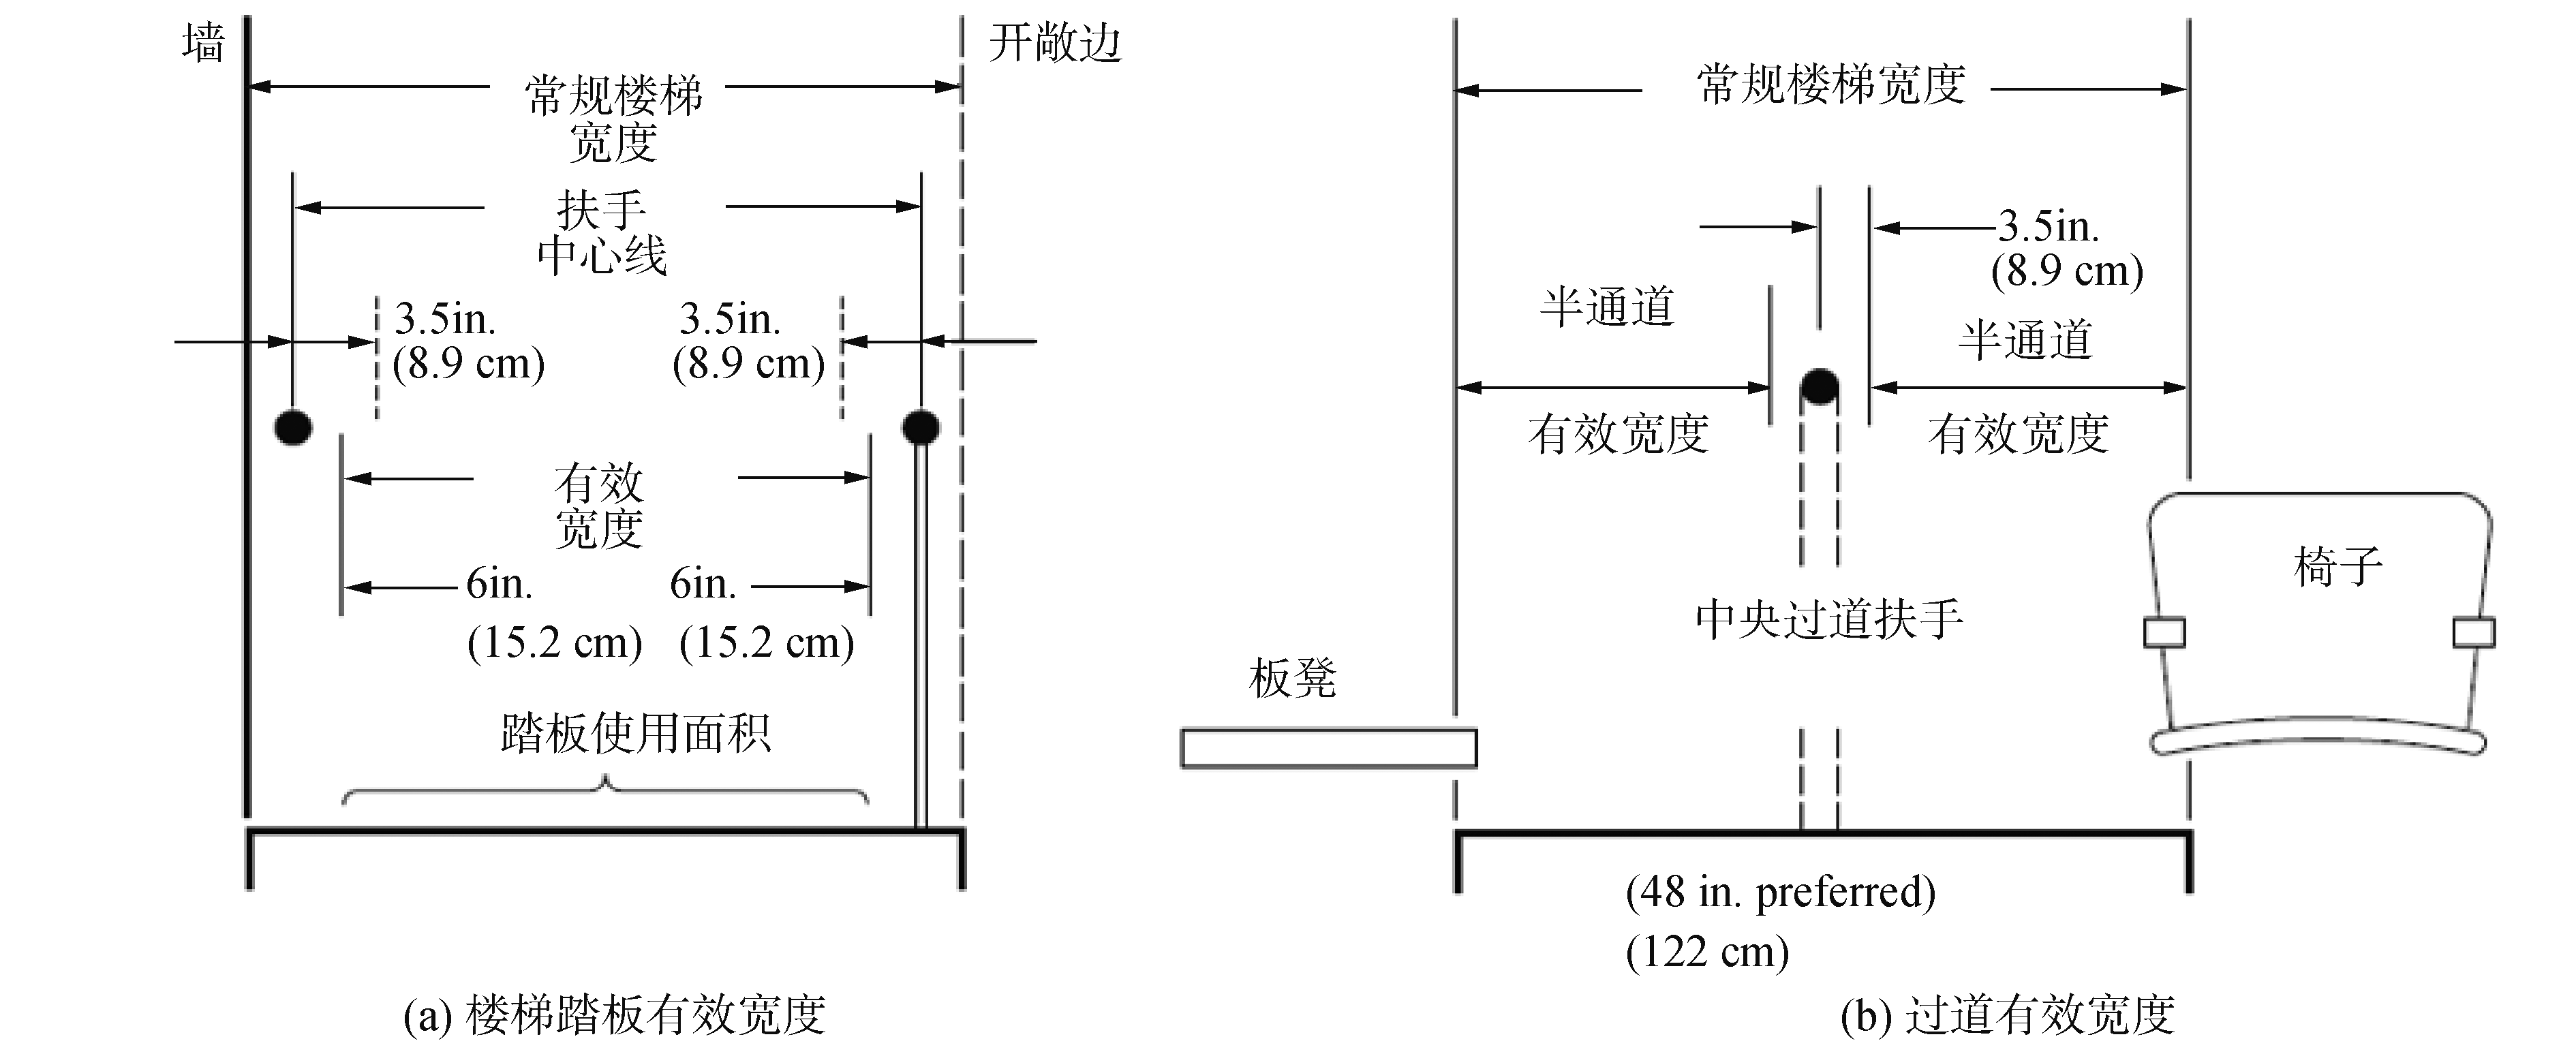 墙
开敞边
常规楼梯
宽度
扶手
中心线
3.5in.
(8.9 cm)
3.5in.
(8.9 cm)
有效
宽度
6in.
(15.2 cm)
6in.
(15.2 cm)
踏板使用面积
(a) 楼梯踏板有效宽度
常规楼梯宽度
3.5in.
(8.9 cm)
半通道
半通道
有效宽度
有效宽度
椅子
中央过道扶手
板凳
(48 in. preferred)
(122 cm)
(b) 过道有效宽度